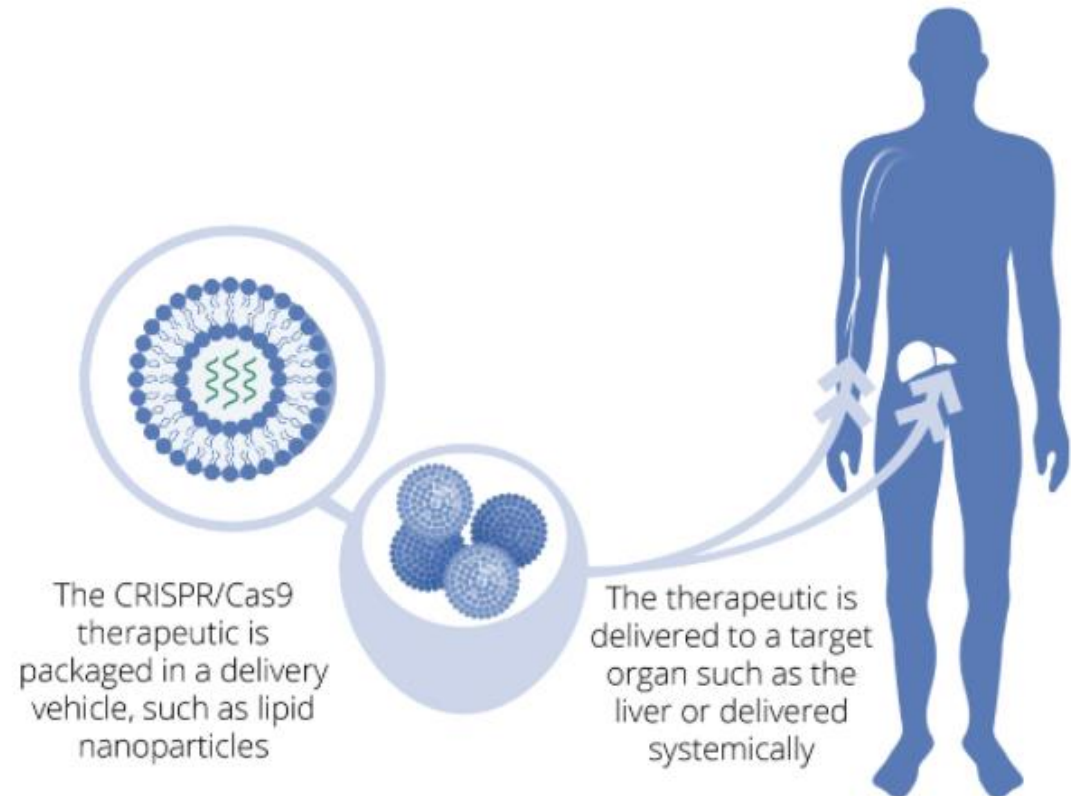 The CRISPR/Cas9
therapeutic is
packaged in a delivery
vehicle, such as lipid
nanoparticles
The therapeutic is
delivered to a target
organ such as the
liver or delivered
systemically